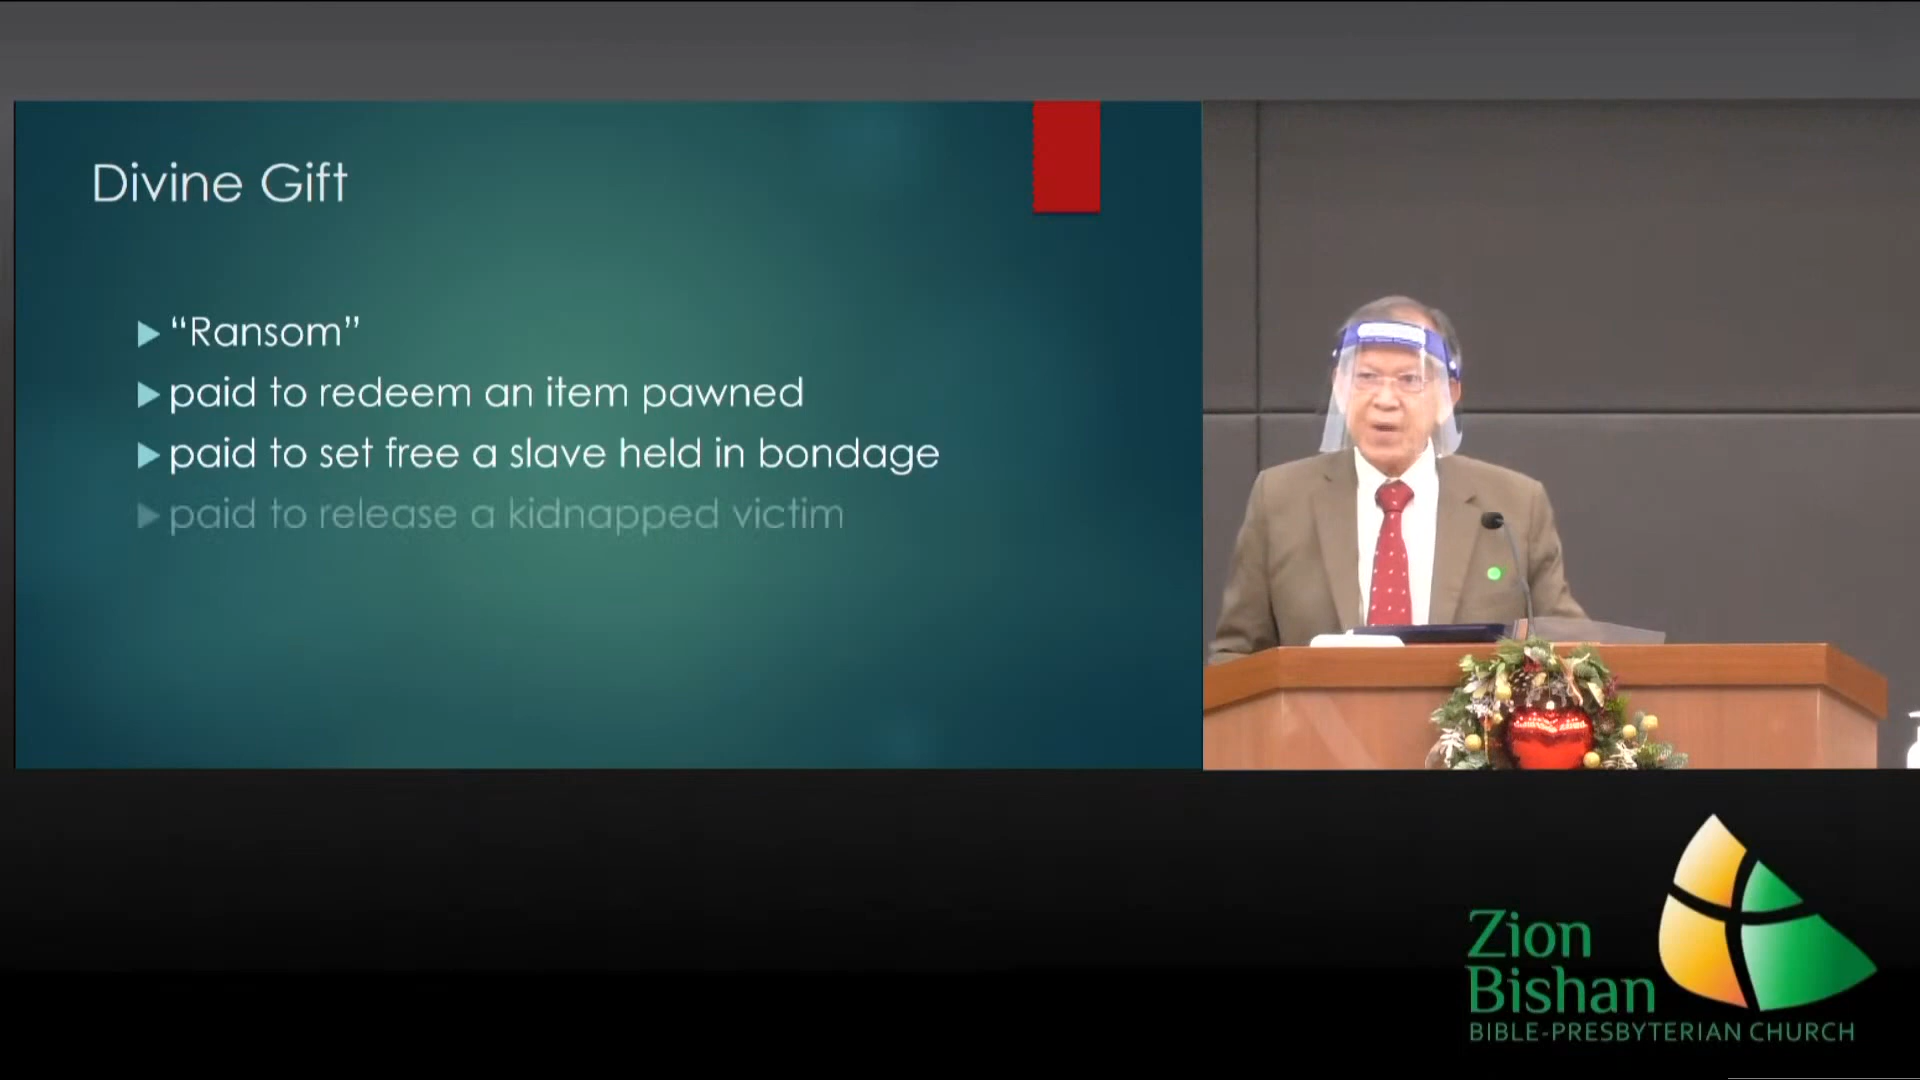 Divine Gift
“Ransom”
paid to redeem an item pawned
paid to set free a slave held in bondage
paid to release a kidnapped victim
Zion
Bishan
BIBLE-PRESBYTERIAN CHURCH